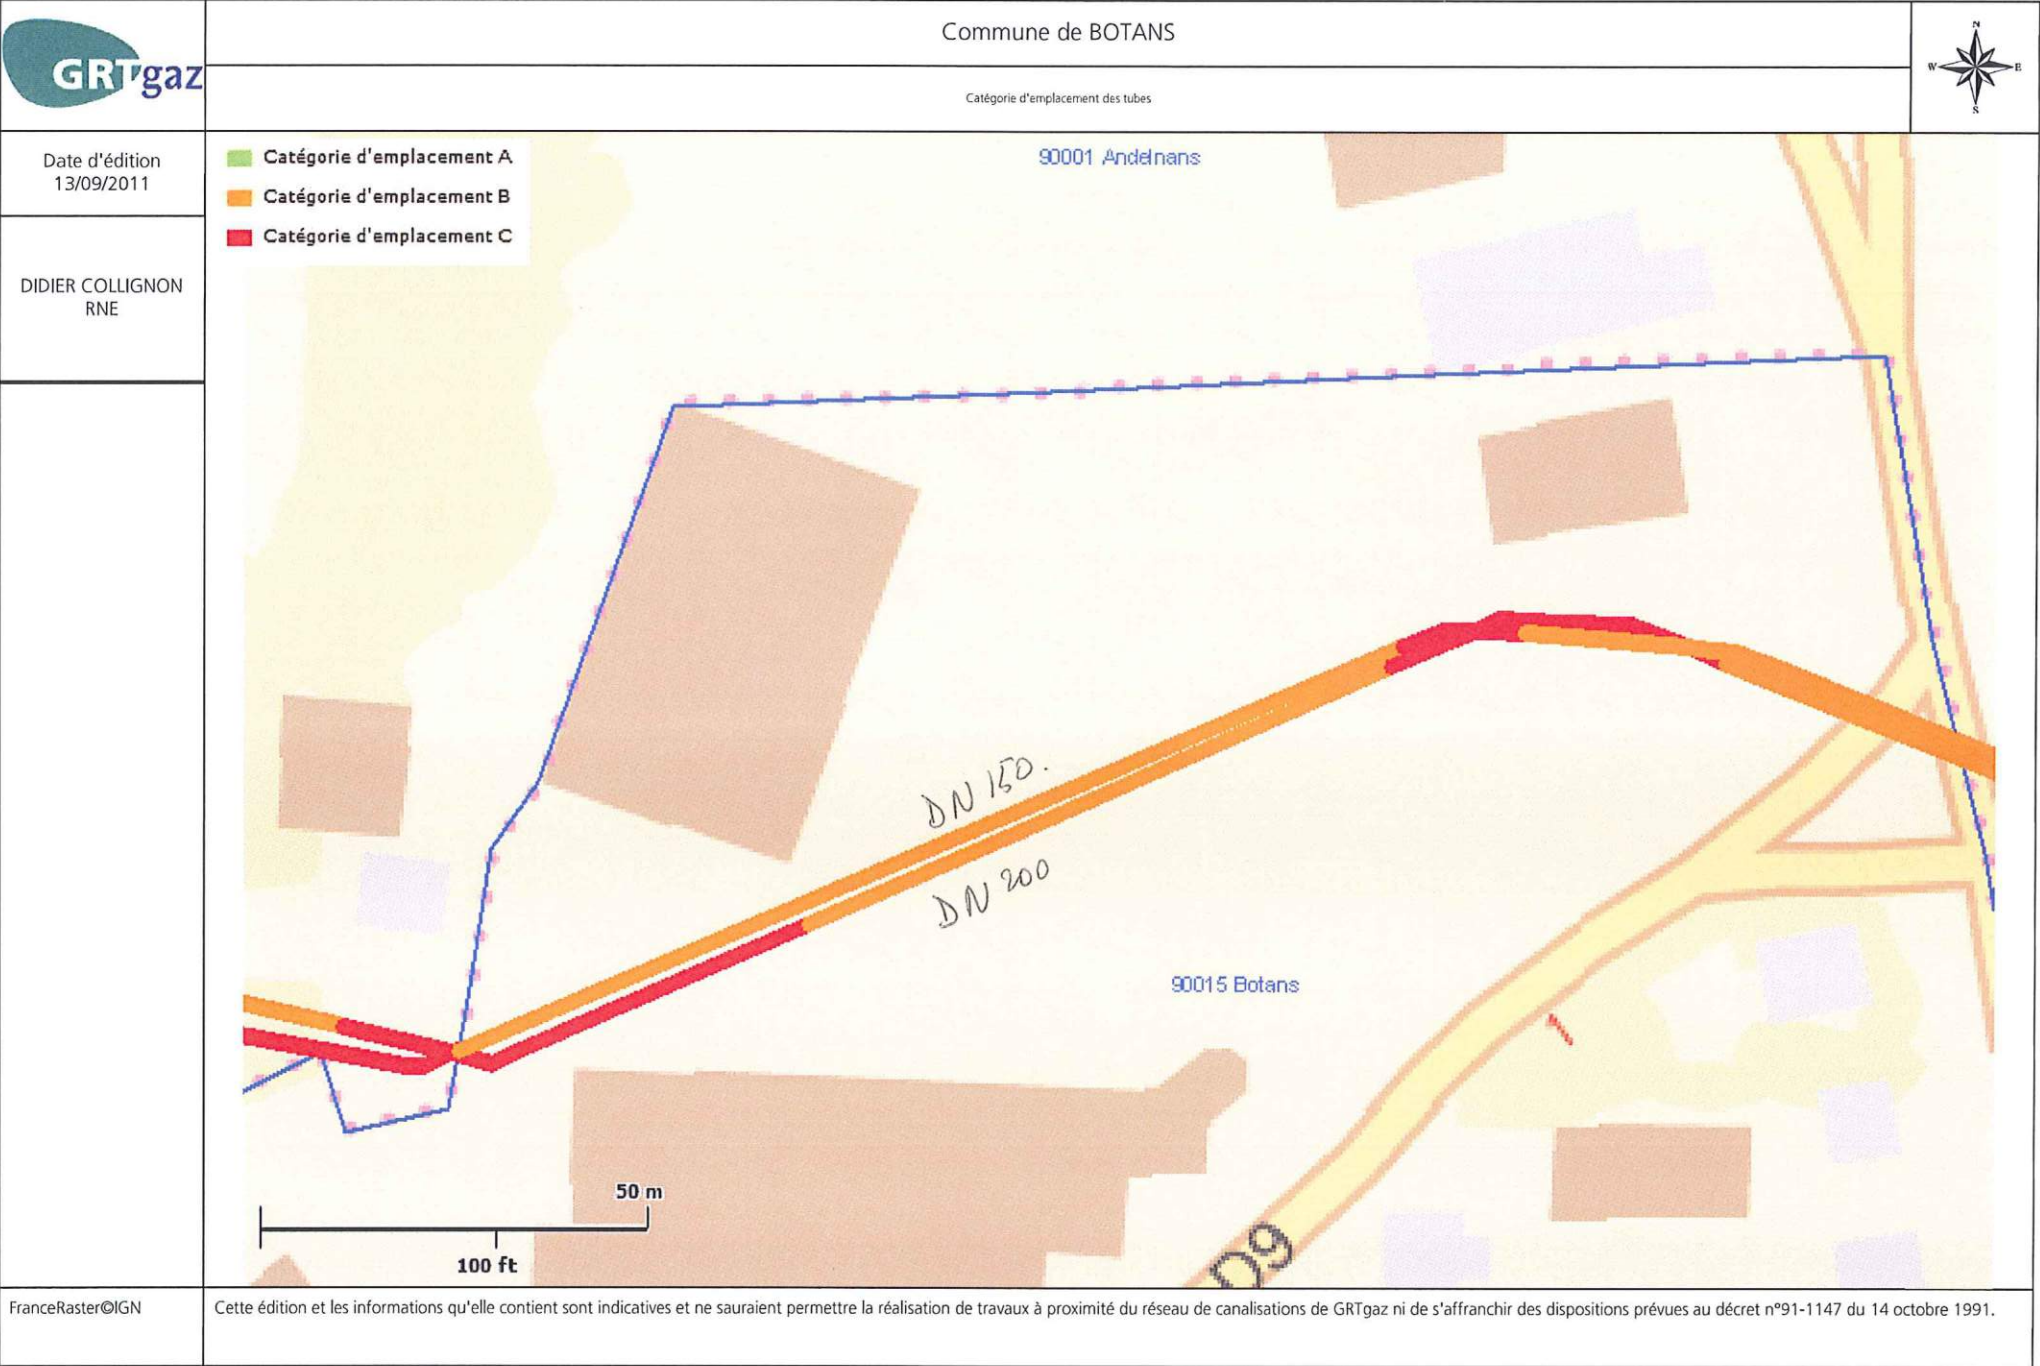 GRTgaz
Commune de BOTANS
Catégorie d'emplacement des tubes
N
W
E
S
Date d'édition
13/09/2011
DIDIER COLLIGNON
RNE
Catégorie d'emplacement A
Catégorie d'emplacement B
Catégorie d'emplacement C
90001 Andelnans
DN 150.
DN 200
90015 Botans
50 m
100 ft
D9
FranceRaster©IGN
Cette édition et les informations qu'elle contient sont indicatives et ne sauraient permettre la réalisation de travaux à proximité du réseau de canalisations de GRTgaz ni de s'affranchir des dispositions prévues au décret n°91-1147 du 14 octobre 1991.